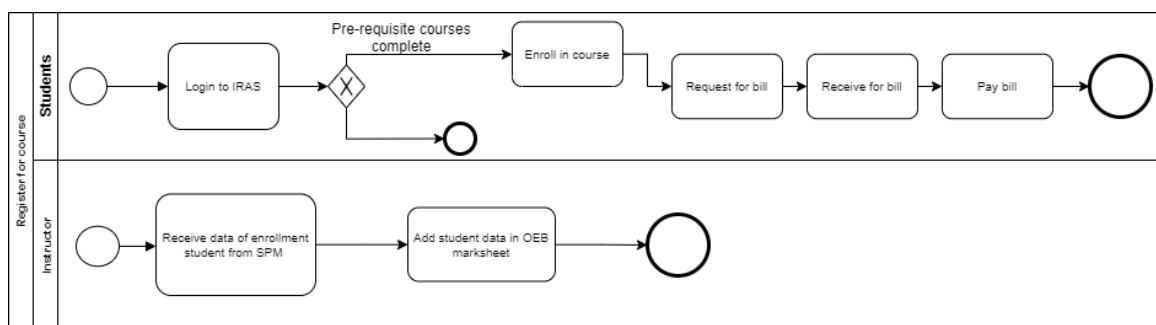 Register for course
Students
Login to IRAS
Pre-requisite courses
complete
Enroll in course
Request for bill
Receive for bill
Pay bill
Instructor
Receive data of enrollment
student from SPM
Add student data in OEB
marksheet